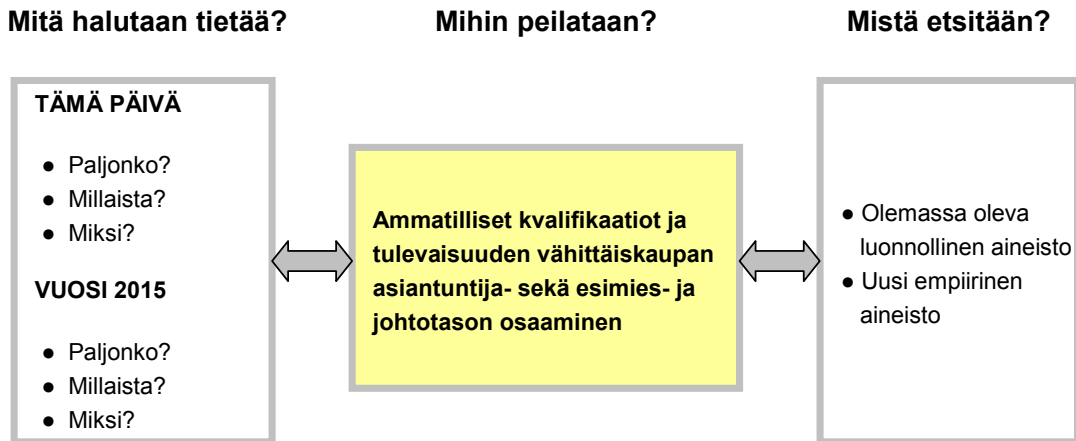 Mitä halutaan tietää?
Mihin peilataan?
Mistä etsitään?
TÄMÄ PÄIVÄ
● Paljonko?
● Millaista?
● Miksi?
VUOSI 2015
● Paljonko?
● Millaista?
● Miksi?
Ammatilliset kvalifikaatiot ja
tulevaisuuden vähittäiskaupan
asiantuntija- sekä esimies- ja
johtotason osaaminen
● Olemassa oleva
luonnollinen aineisto
● Uusi empiirinen
aineisto